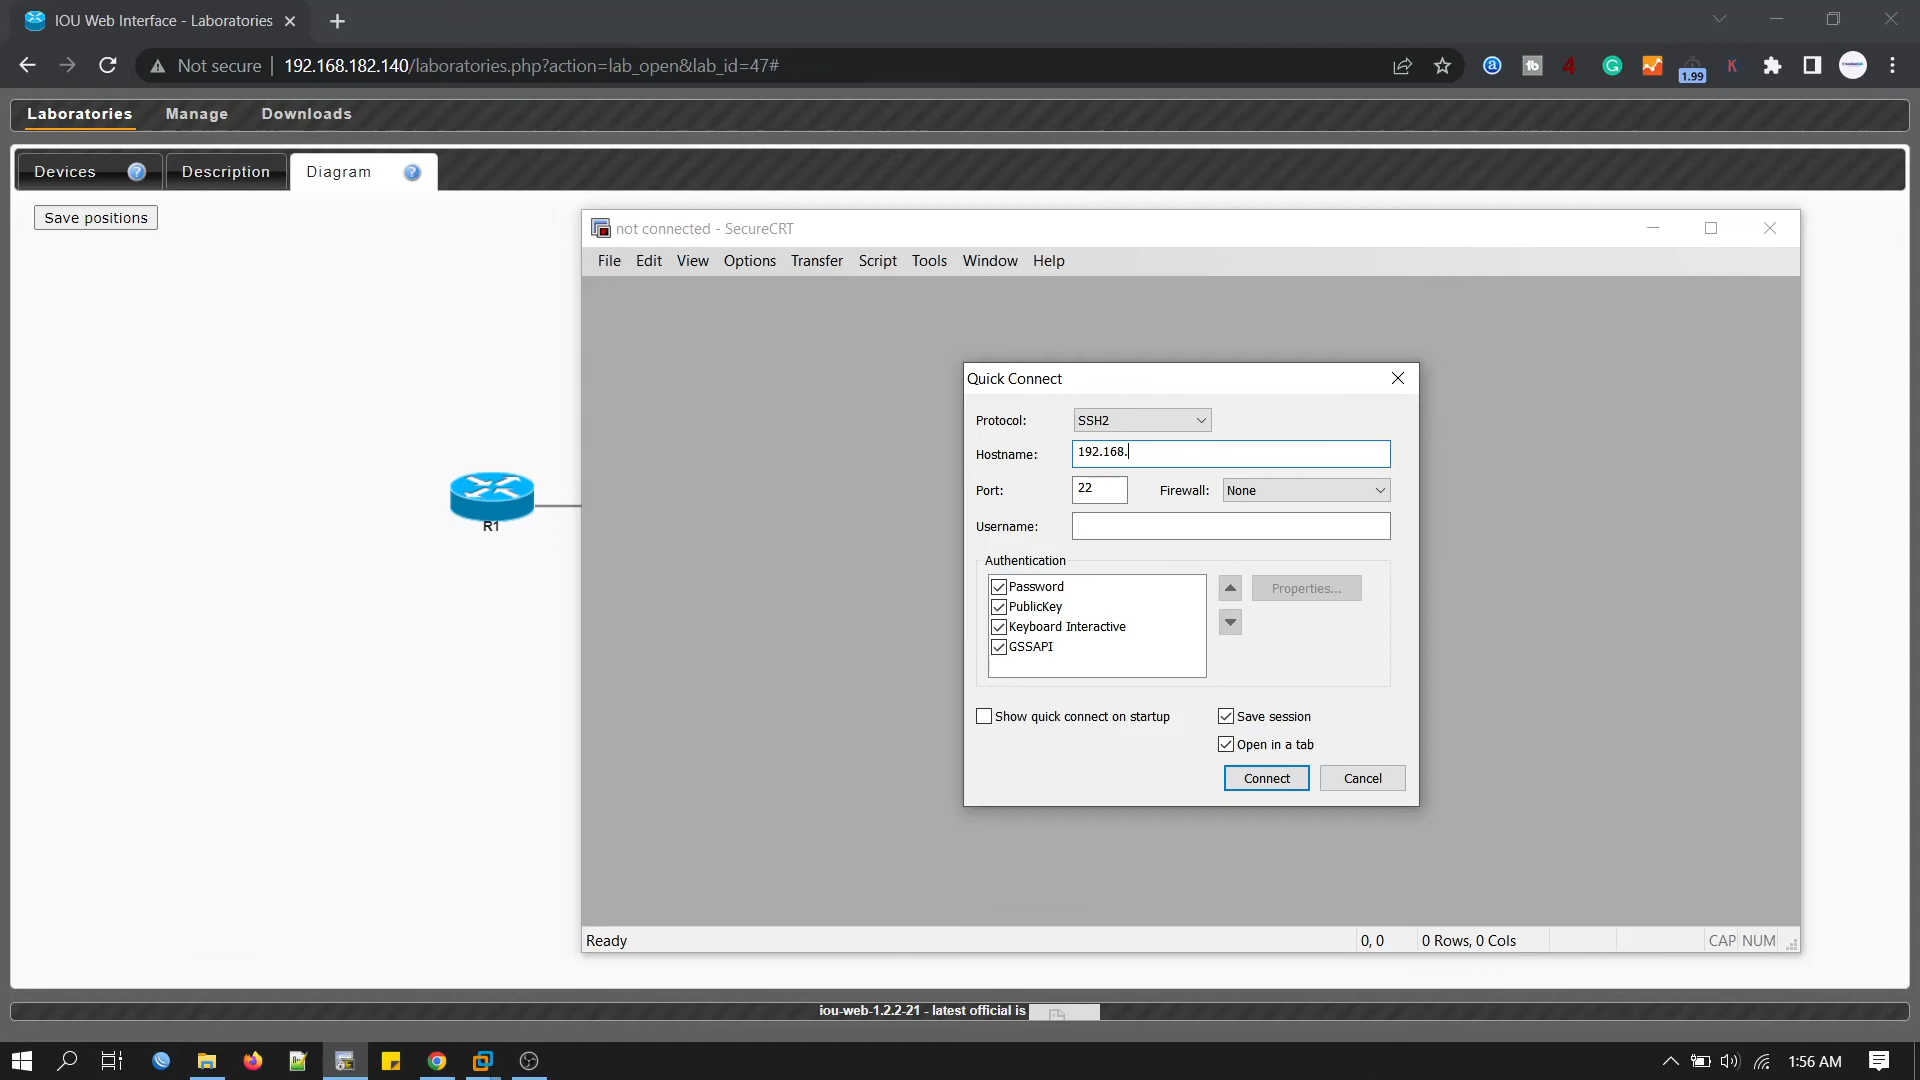 IOU Web Interface - Laboratories
Not secure
192.168.182.140/laboratories.php?action=lab_open&lab_id=47#
1.99
Laboratories
Manage
Downloads
Devices
Description
Diagram
Save positions
not connected - SecureCRT
File Edit View Options Transfer Script Tools Window Help
Quick Connect
Protocol: SSH2
Hostname: 192.168.
R1
Port: 22 Firewall: None
Username:
Authentication
Password
Properties...
PublicKey
Keyboard Interactive
GSSAPI
Show quick connect on startup
Save session
Open in a tab
Connect Cancel
Ready
0, 0
0 Rows, 0 Cols
CAP NUM
iou-web-1.2.2-21 - latest official is
1:56 AM